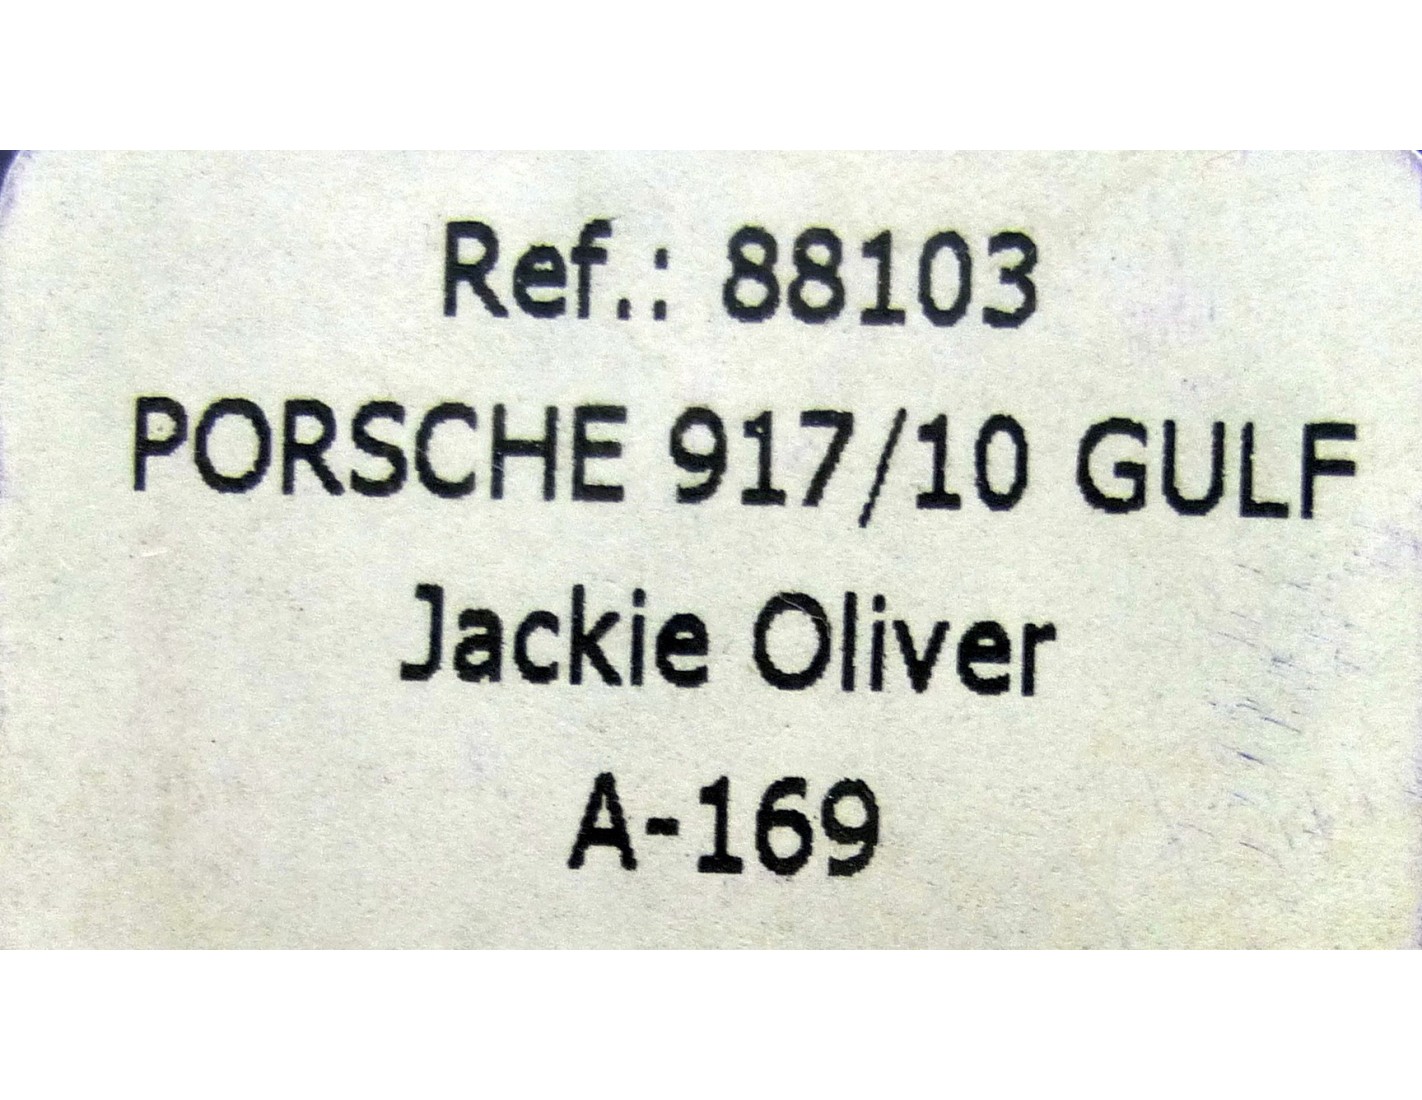 Ref.: 88103
PORSCHE 917/10 GULF
Jackie Oliver
A-169